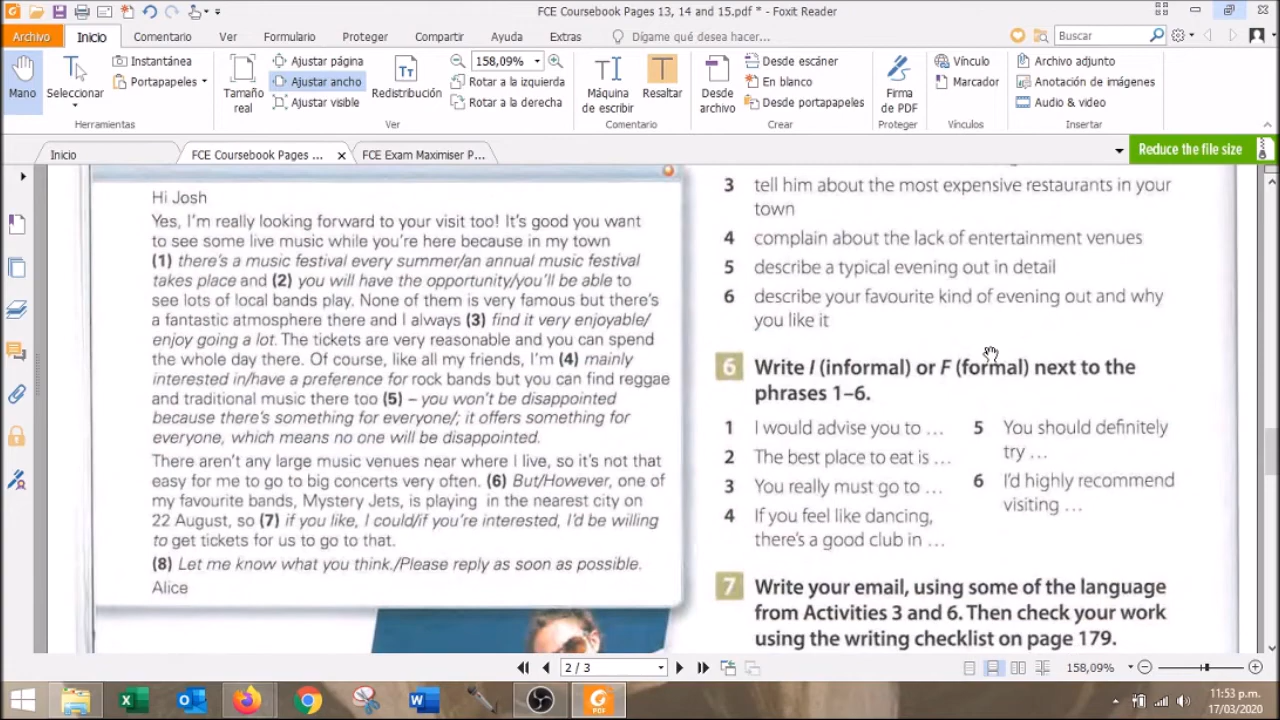 FCE Coursebook Pages 13, 14 and 15.pdf * - Foxit Reader
Archivo Inicio Comentario Ver Formulario Proteger Compartir Ayuda Extras Dígame qué desea hacer... Buscar
Mano
Seleccionar
Instantánea
Portapapeles
Herramientas
Tamaño real
Ajustar página
Ajustar ancho
Ajustar visible
Redistribución
158,09%
Rotar a la izquierda
Rotar a la derecha
Ver
Máquina de escribir
Resaltar
Comentario
Desde archivo
Desde escáner
En blanco
Desde portapapeles
Crear
Firma de PDF
Proteger
Vínculo
Marcador
Vínculos
Archivo adjunto
Anotación de imágenes
Audio & video
Insertar
Inicio FCE Coursebook Pages ... FCE Exam Maximiser P... Reduce the file size
Hi Josh
Yes, I'm really looking forward to your visit too! It's good you want
to see some live music while you're here because in my town
(1) there's a music festival every summer/an annual music festival
takes place and (2) you will have the opportunity/you'll be able to
see lots of local bands play. None of them is very famous but there's
a fantastic atmosphere there and I always (3) find it very enjoyable/
enjoy going a lot. The tickets are very reasonable and you can spend
the whole day there. Of course, like all my friends, I'm (4) mainly
interested in/have a preference for rock bands but you can find reggae
and traditional music there too (5) – you won't be disappointed
because there's something for everyone/; it offers something for
everyone, which means no one will be disappointed.
There aren't any large music venues near where I live, so it's not that
easy for me to go to big concerts very often. (6) But/However, one of
my favourite bands, Mystery Jets, is playing in the nearest city on
22 August, so (7) if you like, I could/if you're interested, I'd be willing
to get tickets for us to go to that.
(8) Let me know what you think./Please reply as soon as possible.
Alice
3 tell him about the most expensive restaurants in your
town
4 complain about the lack of entertainment venues
5 describe a typical evening out in detail
6 describe your favourite kind of evening out and why
you like it
6 Write I (informal) or F (formal) next to the
phrases 1–6.
1 I would advise you to ...
2 The best place to eat is ...
3 You really must go to ...
4 If you feel like dancing,
there's a good club in ...
5 You should definitely
try ...
6 I'd highly recommend
visiting ...
7 Write your email, using some of the language
from Activities 3 and 6. Then check your work
using the writing checklist on page 179.
2 / 3 158,09%
PDF
11:53 p.m.
17/03/2020